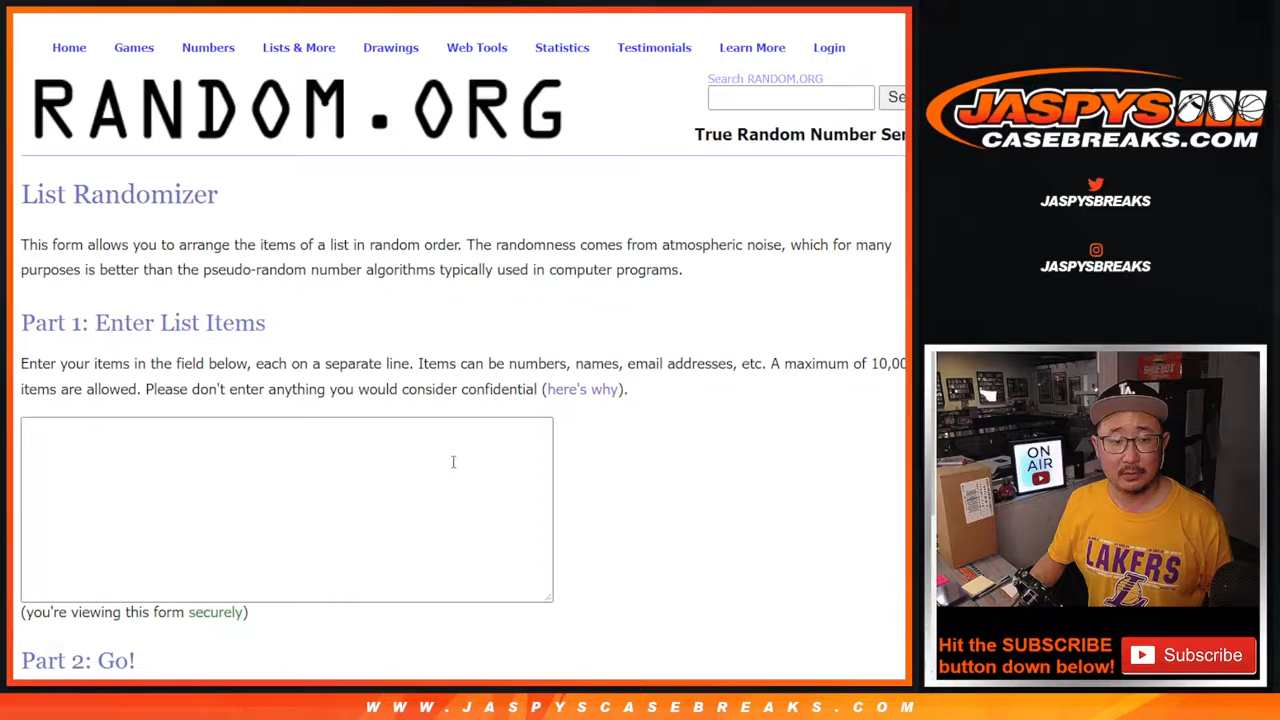 Home Games Numbers Lists & More Drawings Web Tools Statistics Testimonials Learn More Login
RANDOM.ORG
Search RANDOM.ORG
Se
True Random Number Ser
List Randomizer
This form allows you to arrange the items of a list in random order. The randomness comes from atmospheric noise, which for many
purposes is better than the pseudo-random number algorithms typically used in computer programs.
Part 1: Enter List Items
Enter your items in the field below, each on a separate line. Items can be numbers, names, email addresses, etc. A maximum of 10,00
items are allowed. Please don't enter anything you would consider confidential (here's why).
(you're viewing this form securely)
Part 2: Go!
JASPYS
CASEBREAKS.COM
JASPYSBREAKS
JASPYSBREAKS
SHOEBOX
LA
ON
AIR
LAKERS
Hit the SUBSCRIBE
button down below!
Subscribe
WWW.JASPYSCASEBREAKS.COM